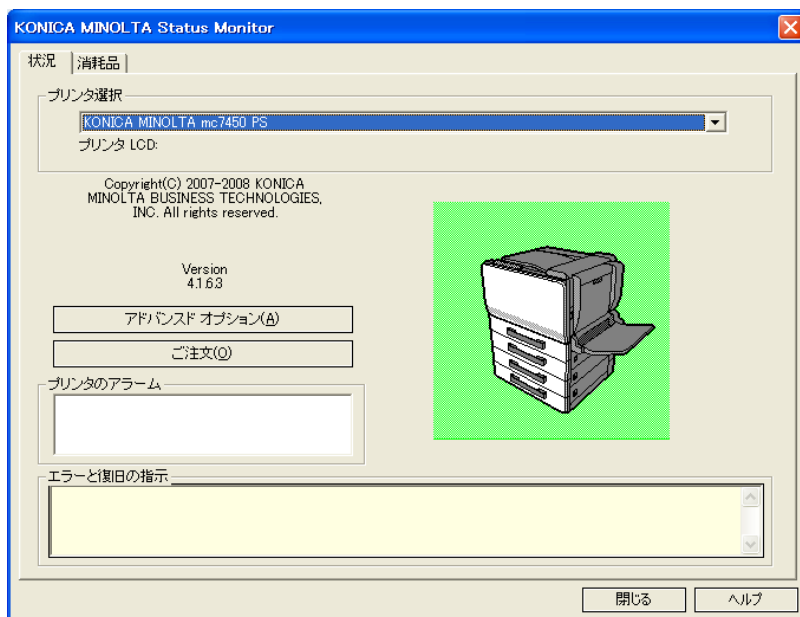 KONICA MINOLTA Status Monitor
状況
消耗品
プリンタ選択
KONICA MINOLTA mc7450 PS
プリンタ LCD:
Copyright(C) 2007-2008 KONICA
MINOLTA BUSINESS TECHNOLOGIES,
INC. All rights reserved.
Version
4.1.6.3
アドバンスド オプション(A)
ご注文(O)
プリンタのアラーム
エラーと復旧の指示
閉じる
ヘルプ